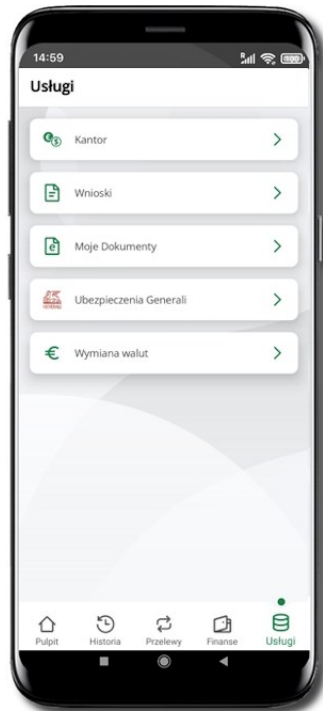 14:59
Usługi
Kantor
Wnioski
Moje Dokumenty
Ubezpieczenia Generali
Wymiana walut
Pulpit
Historia
Przelewy
Finanse
Usługi